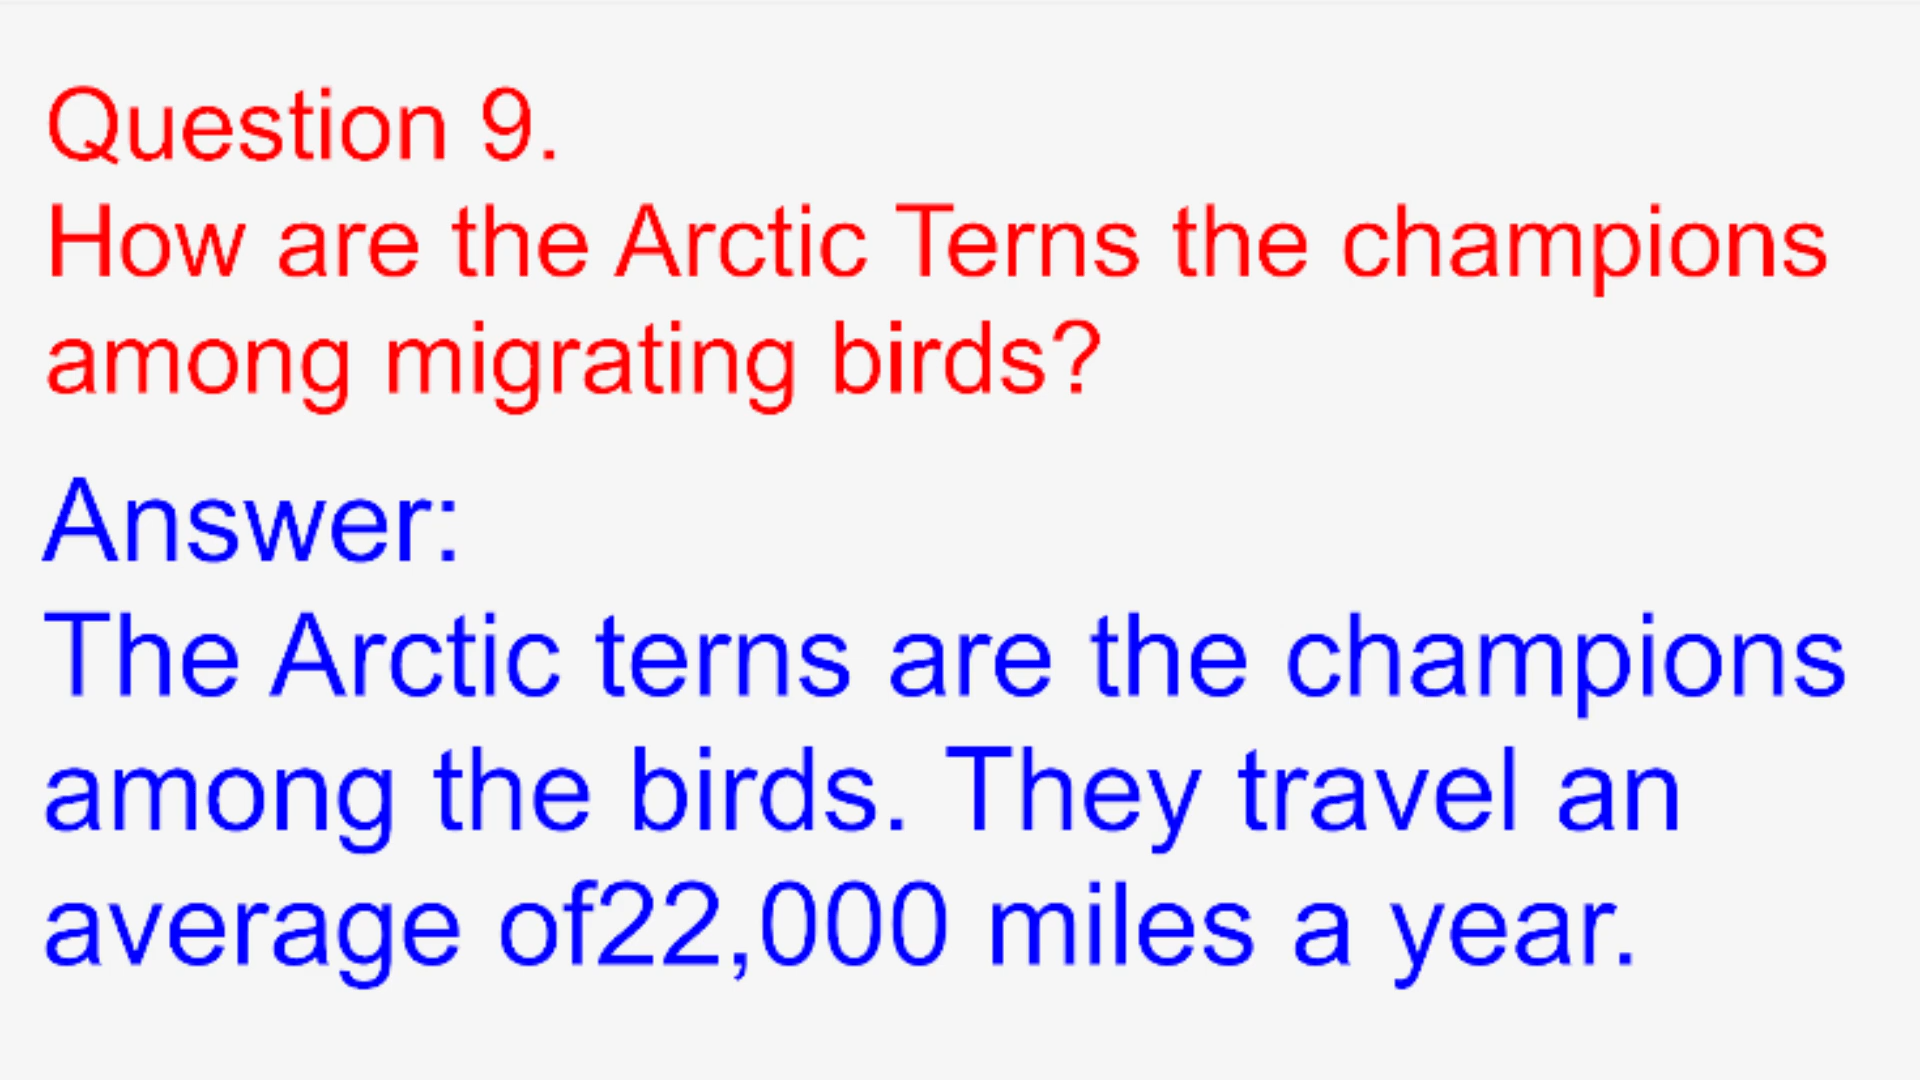 Question 9.
How are the Arctic Terns the champions
among migrating birds?
Answer:
The Arctic terns are the champions
among the birds. They travel an
average of22,000 miles a year.